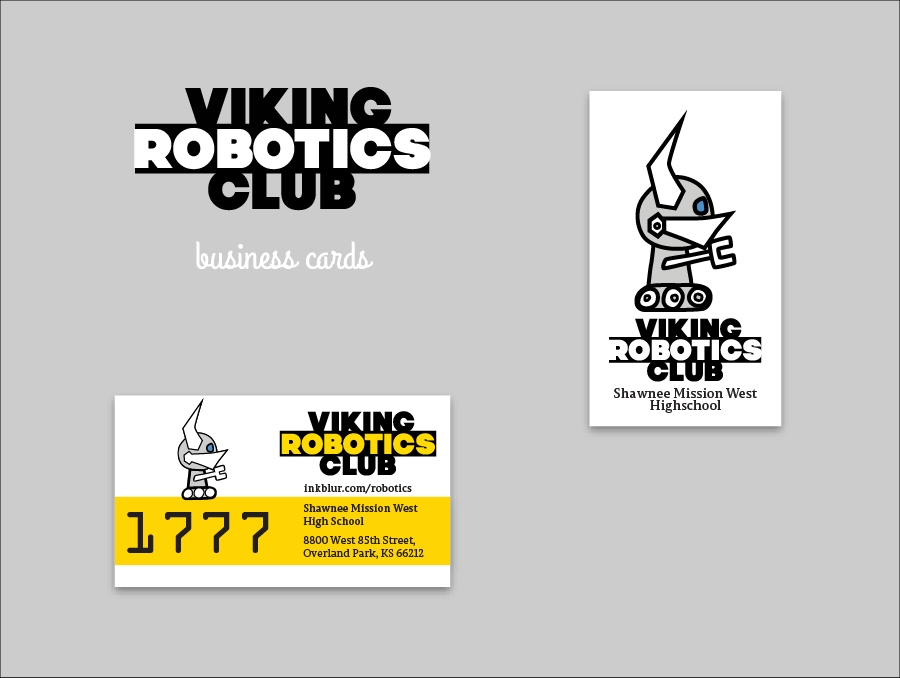 VIKING
ROBOTICS
CLUB
business cards
VIKING
ROBOTICS
CLUB
Shawnee Mission West
Highschool
VIKING
ROBOTICS
CLUB
inkblur.com/robotics
1777
Shawnee Mission West
High School
8800 West 85th Street,
Overland Park, KS 66212